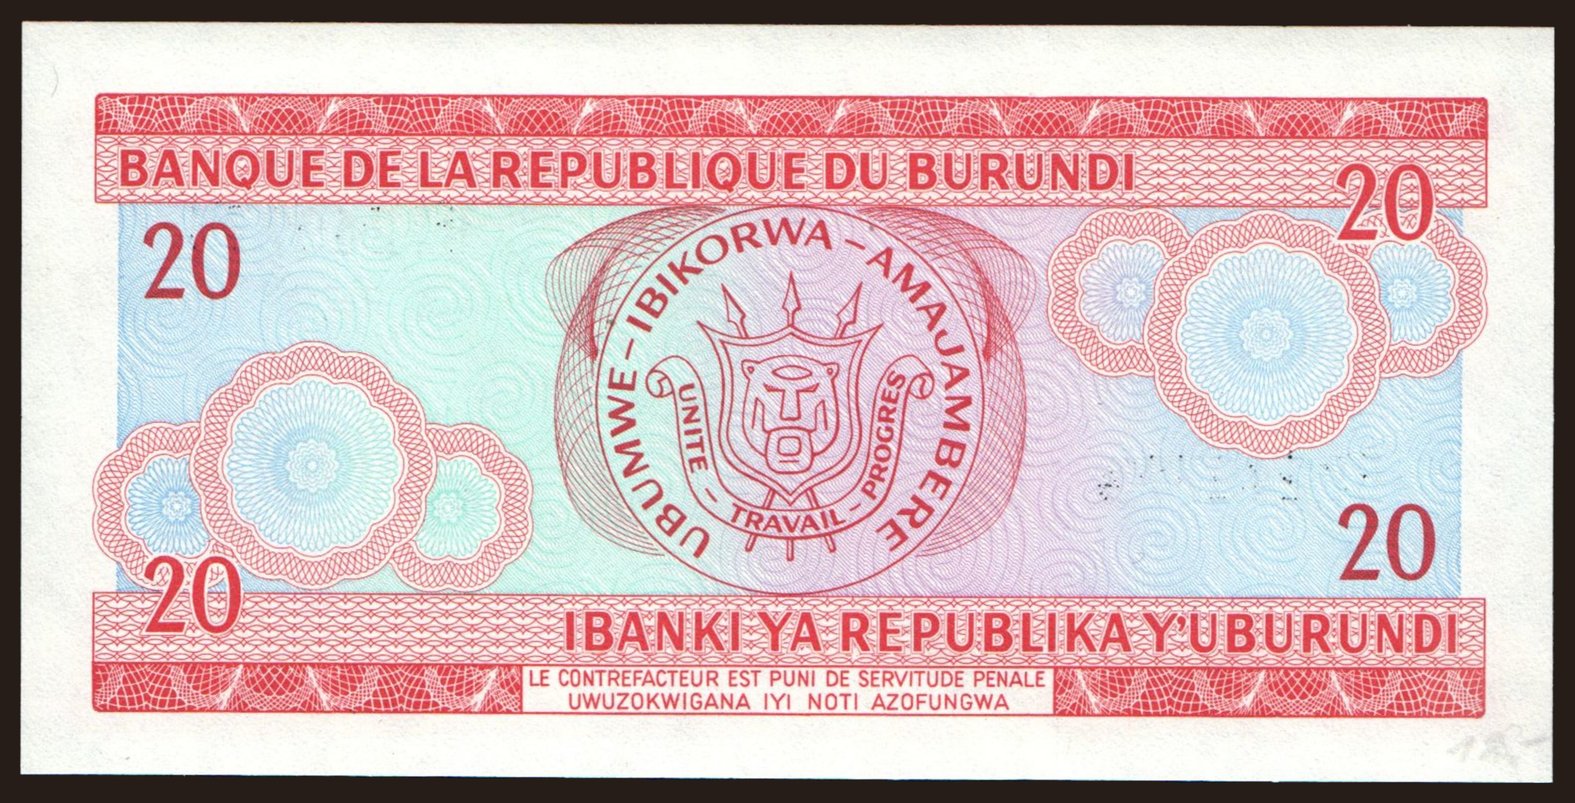 BANQUE DE LA REPUBLIQUE DU BURUNDI
20
20
UBUMWE - IBIKORWA - AMAJAMBERE
UNITE - TRAVAIL - PROGRES
20
20
IBANKI YA REPUBLIKA Y'UBURUNDI
LE CONTREFACTEUR EST PUNI DE SERVITUDE PENALE
UWUZOKWIGANA IYI NOTI AZOFUNGWA